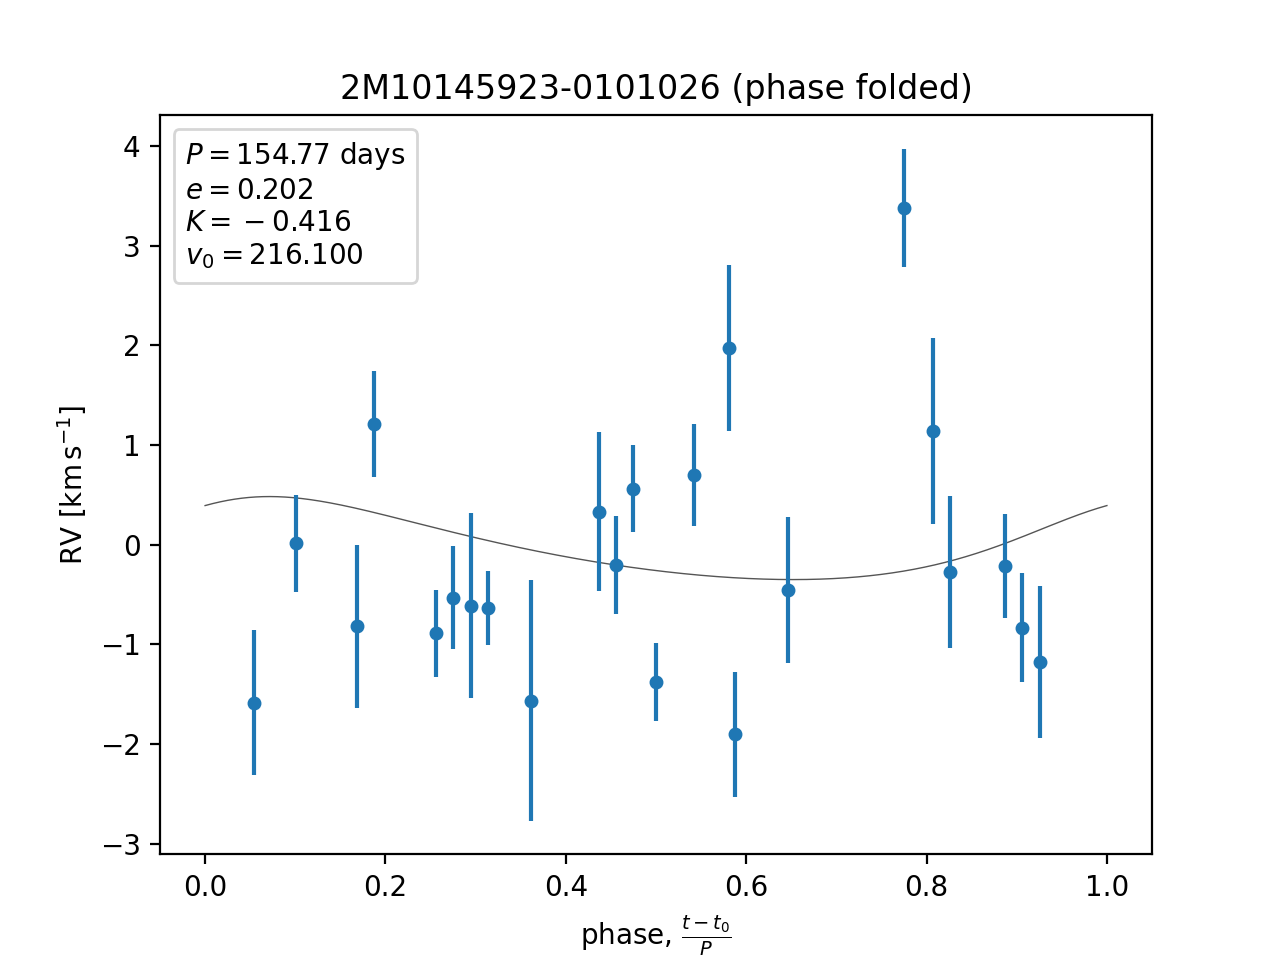 2M10145923-0101026 (phase folded)
P = 154.77 days
e = 0.202
K = −0.416
v₀ = 216.100
RV [km s⁻¹]
4
3
2
1
0
−1
−2
−3
0.0 0.2 0.4 0.6 0.8 1.0
phase, (t − t₀)/P